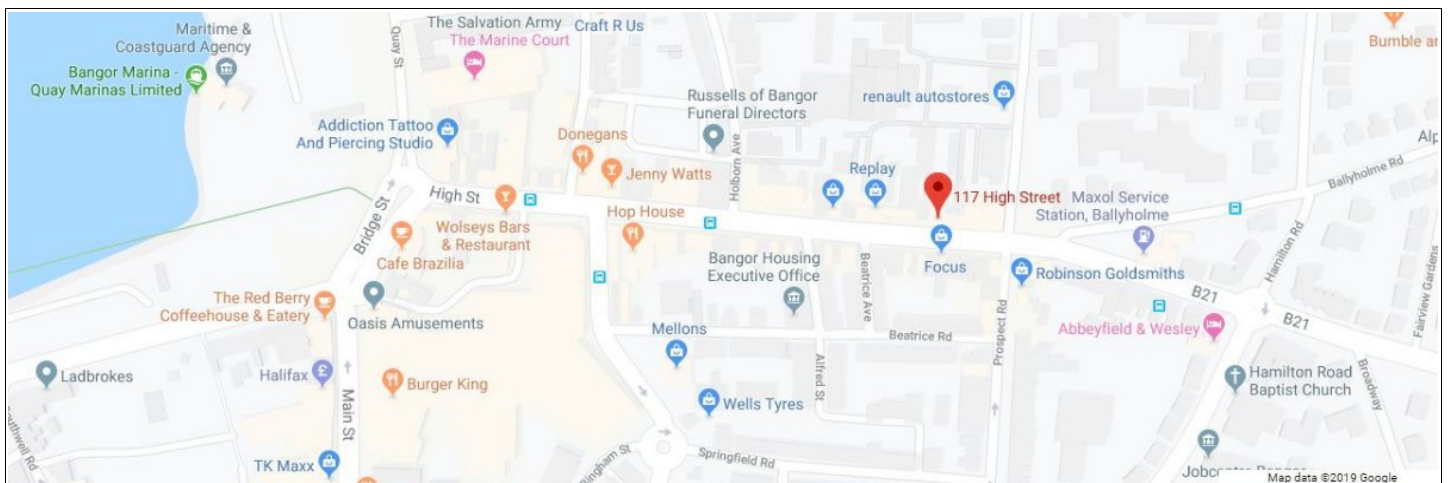 Maritime &
Coastguard Agency
Bangor Marina -
Quay Marinas Limited
Quay St
The Salvation Army
The Marine Court
Craft R Us
Bumble
Addiction Tattoo
And Piercing Studio
Donegans
Jenny Watts
Russells of Bangor
Funeral Directors
Holborn Ave
renault autostores
Replay
117 High Street
Maxol Service
Station, Ballyholme
Ballyholme Rd
High St
Wolseys Bars
& Restaurant
Hop House
Bridge St
Cafe Brazilia
Bangor Housing
Executive Office
Beatrice Ave
Focus
Robinson Goldsmiths
Hamilton Rd
B21
B21
Fairview Gardens
The Red Berry
Coffeehouse & Eatery
Oasis Amusements
Mellons
Beatrice Rd
Prospect Rd
Abbeyfield & Wesley
Ladbrokes
Halifax
Main St
Burger King
Wells Tyres
Alfred St
Hamilton Road
Baptist Church
Broadway
Southwell Rd
TK Maxx
Bingham St
Springfield Rd
Map data ©2019 Google